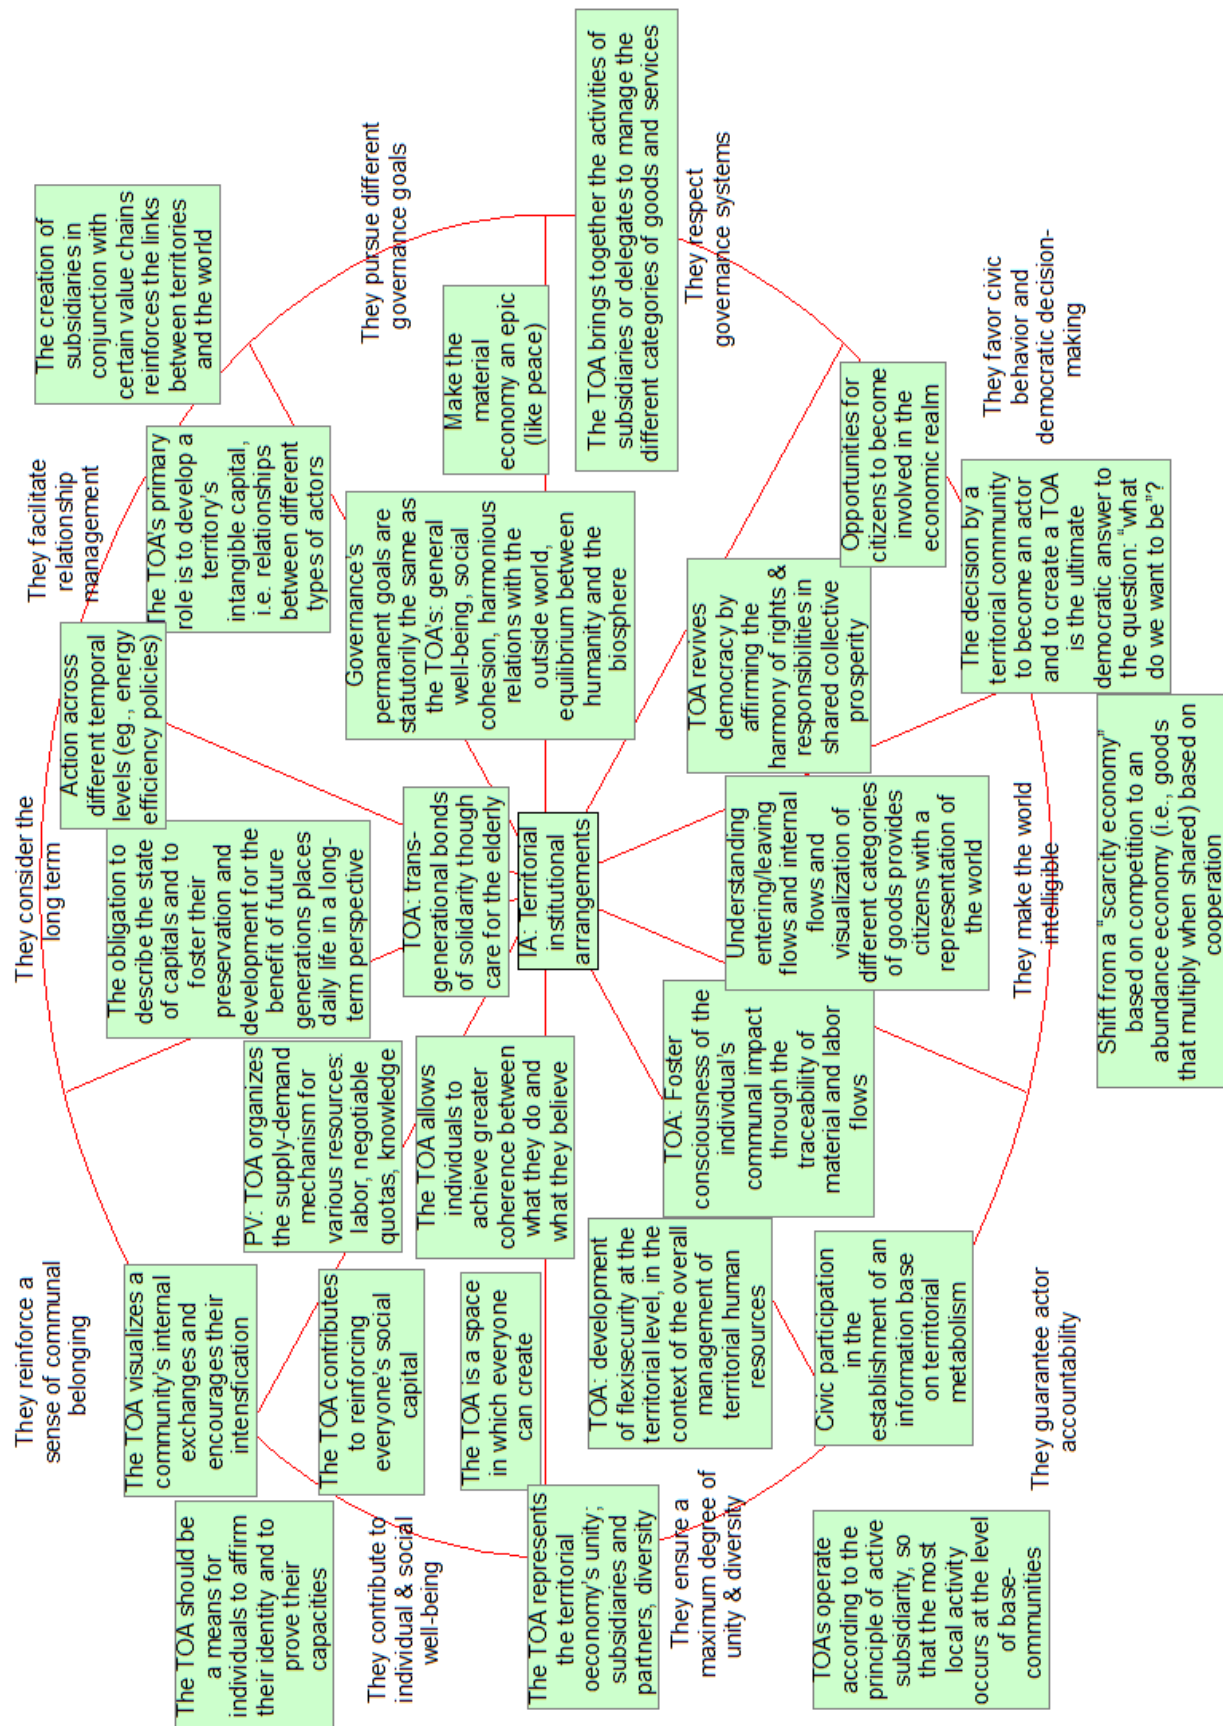 They reinforce a
sense of communal
belonging
They consider the
long term
They facilitate
relationship
management
The creation of
subsidiaries in
conjunction with
certain value chains
reinforces the links
between territories
and the world
Action across
different temporal
levels (eg., energy
efficiency policies)
The TOA visualizes a
community's internal
exchanges and
encourages their
intensification
The obligation to
describe the state
of capitals and to
foster their
preservation and
development for the
benefit of future
generations places
daily life in a long-
term perspective
The TOA's primary
role is to develop a
territory's
intangible capital,
i.e. relationships
between different
types of actors
The TOA should be
a means for
individuals to affirm
their identity and to
prove their
capacities
PV: TOA organizes
the supply-demand
mechanism for
various resources:
labor, negotiable
quotas, knowledge
The TOA contributes
to reinforcing
everyone's social
capital
They pursue different
governance goals
Governance's
permanent goals are
statutorily the same as
the TOA's: general
well-being, social
cohesion, harmonious
relations with the
outside world,
equilibrium between
humanity and the
biosphere
They contribute to
individual & social
well-being
TOA: trans-
generational bonds
of solidarity though
care for the elderly
The TOA allows
individuals to
achieve greater
coherence between
what they do and
what they believe
Make the
material
economy an epic
(like peace)
The TOA is a space
in which everyone
can create
IA: Territorial
institutional
arrangements
The TOA represents
the territorial
oeconomy's unity;
subsidiaries and
partners, diversity
The TOA brings together the activities of
subsidiaries or delegates to manage the
different categories of goods and services
TOA: development
of flexisecurity at the
territorial level, in the
context of the overall
management of
territorial human
resources
TOA: Foster
consciousness of the
individual's
communal impact
through the
traceability of
material and labor
flows
They ensure a
maximum degree of
unity & diversity
They respect
governance systems
TOA revives
democracy by
affirming the
harmony of rights &
responsibilities in
shared collective
prosperity
Understanding
entering/leaving
flows and internal
flows and
visualization of
different categories
of goods provides
citizens with a
representation of
the world
Civic participation
in the
establishment of an
information base
on territorial
metabolism
TOAs operate
according to the
principle of active
subsidiarity, so
that the most
local activity
occurs at the level
of base-
communities
Opportunities for
citizens to become
involved in the
economic realm
The decision by a
territorial community
to become an actor
and to create a TOA
is the ultimate
democratic answer to
the question: "what
do we want to be"?
They favor civic
behavior and
democratic decision-
making
They make the world
intelligible
They guarantee actor
accountability
Shift from a "scarcity economy"
based on competition to an
abundance economy (i.e., goods
that multiply when shared) based on
cooperation